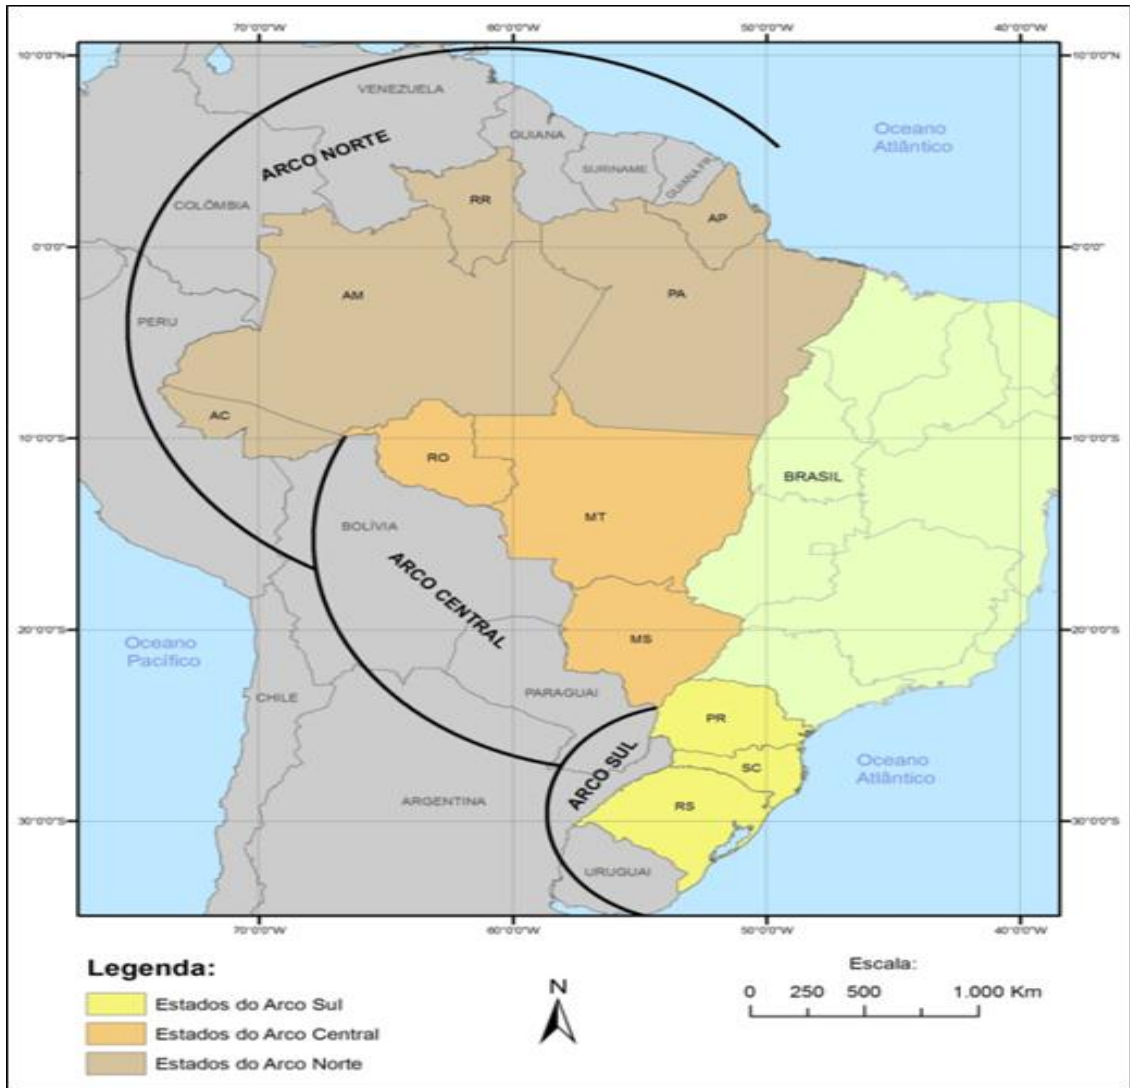 70°0'0"W 60°0'0"W 50°0'0"W 40°0'0"W
10°0'0"N 10°0'0"N
VENEZUELA
ARCO NORTE
GUIANA
Oceano
Atlântico
SURINAME
GUIANA FR.
RR
COLÔMBIA
AP
0°0'0" 0°0'0"
AM
PA
PERU
AC
10°0'0"S 10°0'0"S
RO
BRASIL
MT
BOLÍVIA
ARCO CENTRAL
20°0'0"S 20°0'0"S
Oceano
Pacífico
MS
CHILE
PARAGUAI
PR
ARCO SUL
SC
Oceano
Atlântico
ARGENTINA
RS
30°0'0"S 30°0'0"S
URUGUAI
70°0'0"W 60°0'0"W 50°0'0"W 40°0'0"W
Legenda:
Estados do Arco Sul
Estados do Arco Central
Estados do Arco Norte
N
Escala:
0 250 500 1.000 Km